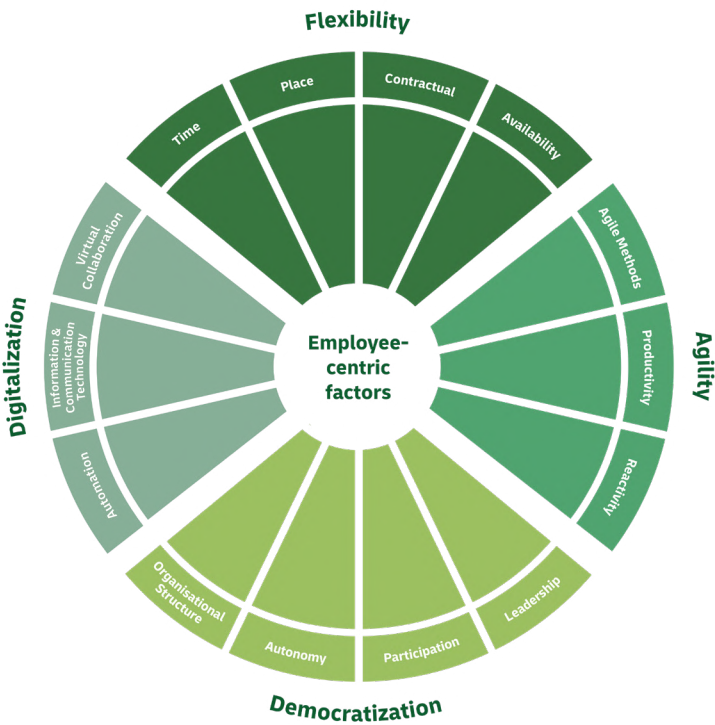 Flexibility
Time
Place
Contractual
Availability
Agility
Agile Methods
Productivity
Reactivity
Democratization
Leadership
Participation
Autonomy
Organisational
Structure
Digitalization
Automation
Information &
Communication
Technology
Virtual
Collaboration
Employee-
centric
factors